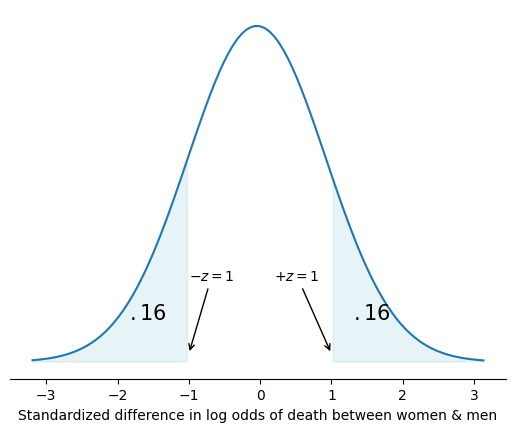 −z = 1
+z = 1
.16
.16
−3 −2 −1 0 1 2 3
Standardized difference in log odds of death between women & men